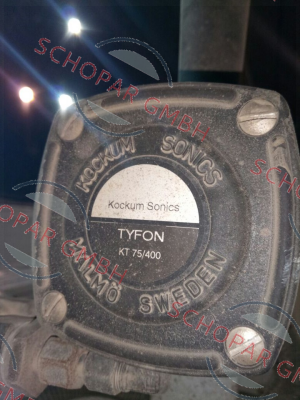 KOCKUM SONICS
Kockum Sonics
TYFON
KT 75/400
MALMÖ SWEDEN
SCHOPAR GMBH
SCHOPAR GMBH
SCHOPAR GMBH